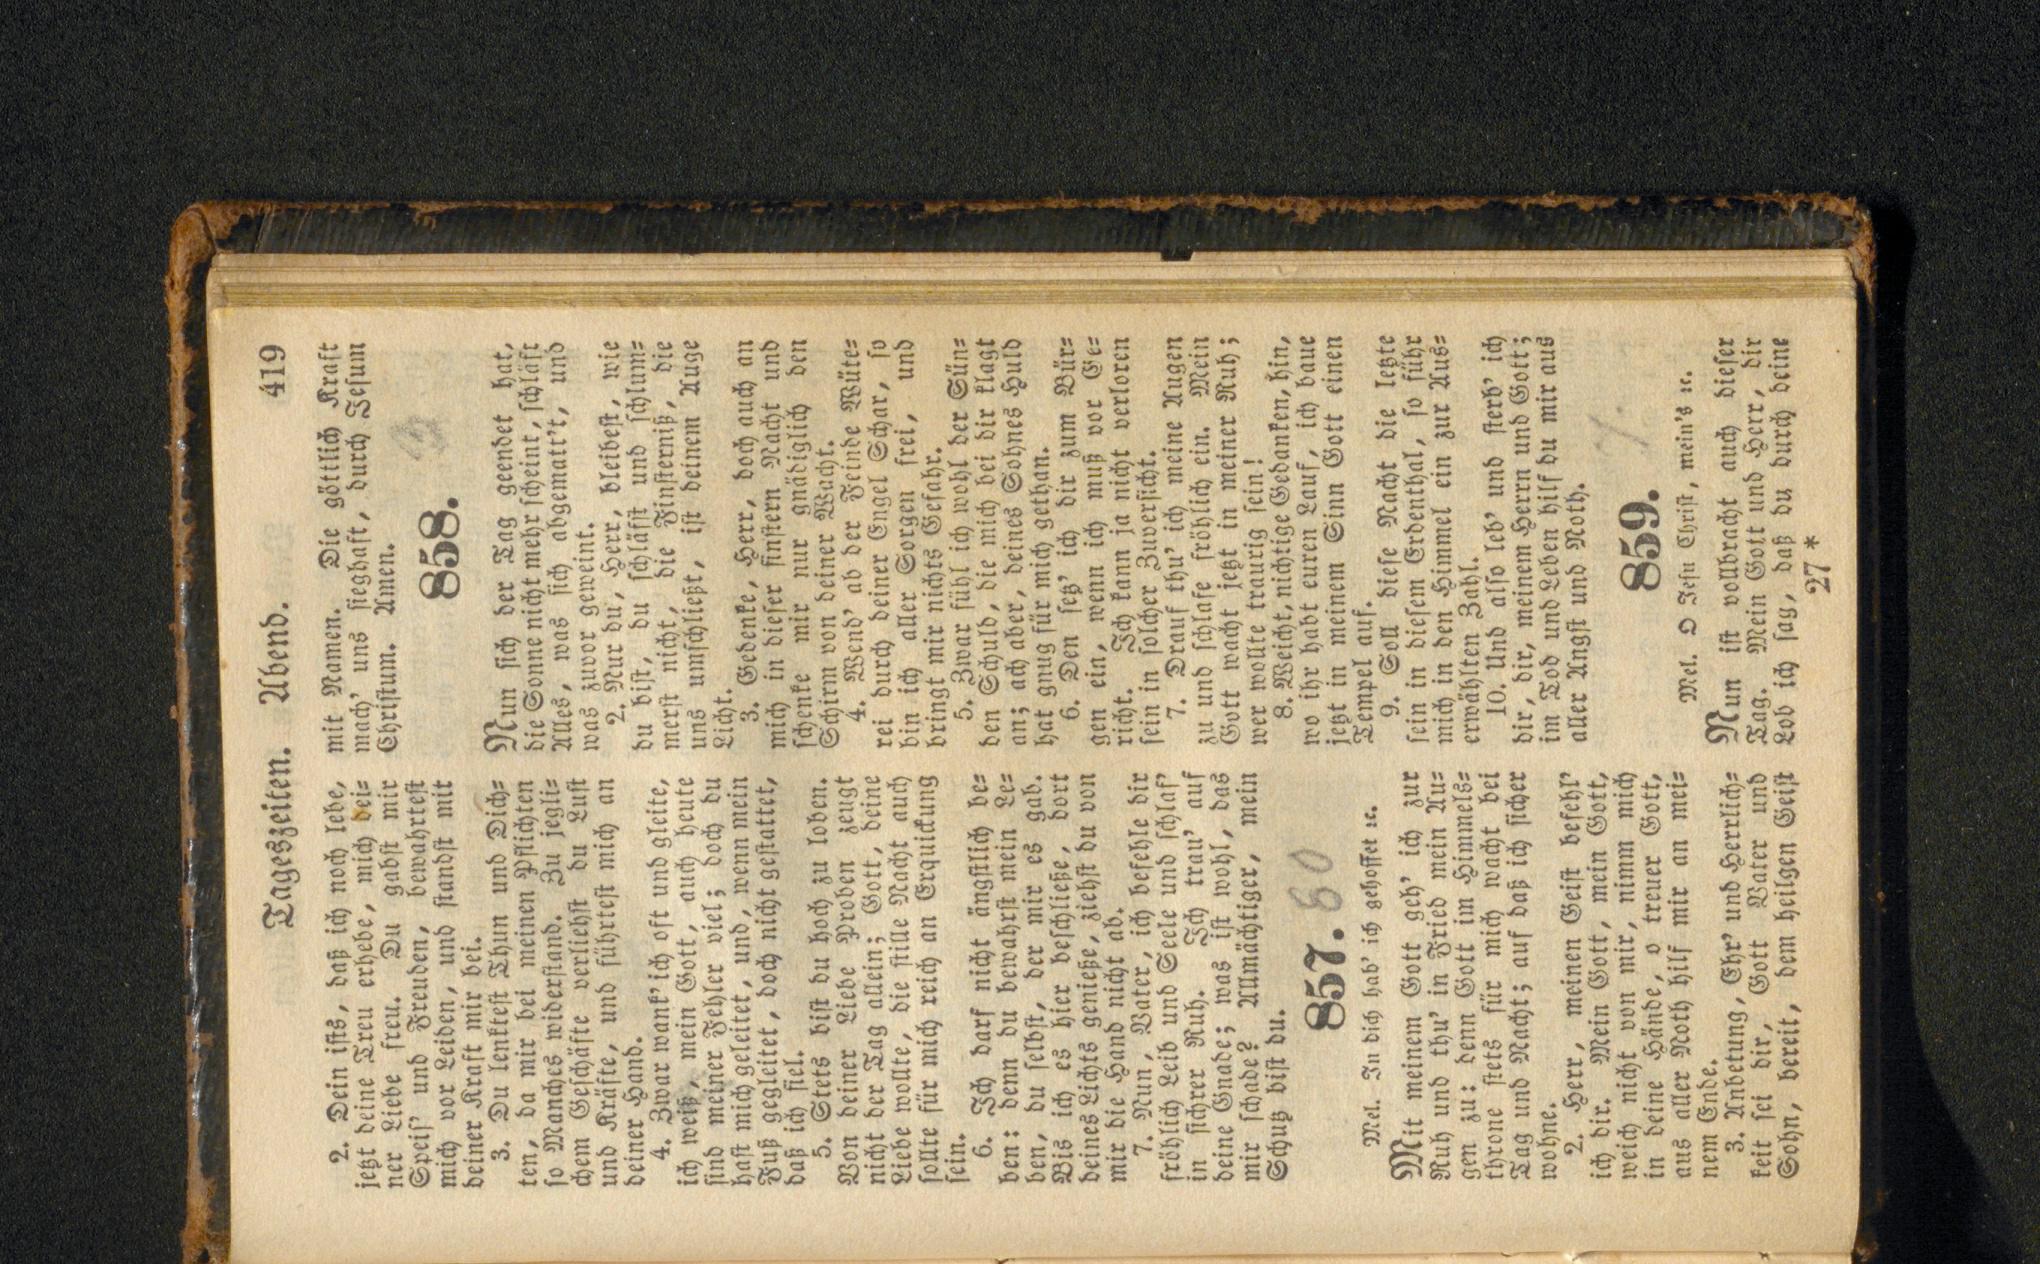 Tageszeiten. Abend. 419
2. Dein ists, daß ich noch lebe,
jetzt deine Treu erhebe, mich dei-
ner Liebe freu. Du gabst mir
Speis' und Freuden, bewahrtest
mich vor Leiden, und standst mit
deiner Kraft mir bei.
3. Du lenktest Thun und Dich-
ten, da mir bei meinen Pflichten
so Manches widerstand. Zu jegli-
chem Geschäfte verliehst du Lust
und Kräfte, und führtest mich an
deiner Hand.
4. Zwar wank' ich oft und gleite,
ich weiß, mein Gott, auch heute
sind meiner Fehler viel; doch du
hast mich geleitet, und, wenn mein
Fuß gegleitet, doch nicht gestattet,
daß ich fiel.
5. Stets bist du hoch zu loben.
Von deiner Liebe Proben zeugt
nicht der Tag allein; Gott, deine
Liebe wollte, die stille Nacht auch
sollte für mich reich an Erquickung
sein.
6. Ich darf nicht ängstlich be-
ben: denn du bewahrst mein Le-
ben, du selbst, der mir es gab.
Bis ich es hier beschließe, dort
deines Lichts genieße, ziehst du von
mir die Hand nicht ab.
7. Nun, Vater, ich befehle dir
fröhlich Leib und Seele und schlaf'
in sichrer Ruh. Ich trau' auf
deine Gnade; was ist wohl, das
mir schade? Allmächtiger, mein
Schutz bist du.
857. 80
Mel. In dich hab' ich gehoffet ꝛc.
Mit meinem Gott geh' ich zur
Ruh und thu' in Fried mein Au-
gen zu: denn Gott im Himmels-
throne stets für mich wacht bei
Tag und Nacht; auf daß ich sicher
wohne.
2. Herr, meinen Geist befehl'
ich dir. Mein Gott, mein Gott,
weich nicht von mir, nimm mich
in deine Hände, o treuer Gott,
aus aller Noth hilf mir an mei-
nem Ende.
3. Anbetung, Ehr' und Herrlich-
keit sei dir, Gott Vater und
Sohn, bereit, dem heilgen Geist
mit Namen. Die göttlich Kraft
mach' uns sieghaft, durch Jesum
Christum. Amen.
858.
Nun sich der Tag geendet hat,
die Sonne nicht mehr scheint, schläft
Alles, was sich abgematt't, und
was zuvor geweint.
2. Nur du, Herr, bleibest, wie
du bist, du schläfst und schlum-
merst nicht, die Finsterniß, die
uns umschließt, ist deinem Auge
Licht.
3. Gedenke, Herr, doch auch an
mich in dieser finstern Nacht und
schenke mir nur gnädiglich den
Schirm von deiner Wacht.
4. Wend' ab der Feinde Wüte-
rei durch deiner Engel Schar, so
bin ich aller Sorgen frei, und
bringt mir nichts Gefahr.
5. Zwar fühl ich wohl der Sün-
den Schuld, die mich bei dir klagt
an; ach aber, deines Sohnes Huld
hat gnug für mich gethan.
6. Den setz' ich dir zum Bür-
gen ein, wenn ich muß vor Ge-
richt. Ich kann ja nicht verloren
sein in solcher Zuversicht.
7. Drauf thu' ich meine Augen
zu und schlafe fröhlich ein. Mein
Gott wacht jetzt in meiner Ruh;
wer wollte traurig sein!
8. Weicht, nichtige Gedanken, hin,
wo ihr habt euren Lauf, ich baue
jetzt in meinem Sinn Gott einen
Tempel auf.
9. Soll diese Nacht die letzte
sein in diesem Erdenthal, so führ
mich in den Himmel ein zur Aus-
erwählten Zahl.
10. Und also leb' und sterb' ich
dir, dir, meinem Herrn und Gott;
im Tod und Leben hilf du mir aus
aller Angst und Noth.
859.
Mel. O Jesu Christ, mein's ꝛc.
Nun ist vollbracht auch dieser
Tag. Mein Gott und Herr, dir
Lob ich sag, daß du durch deine
27*